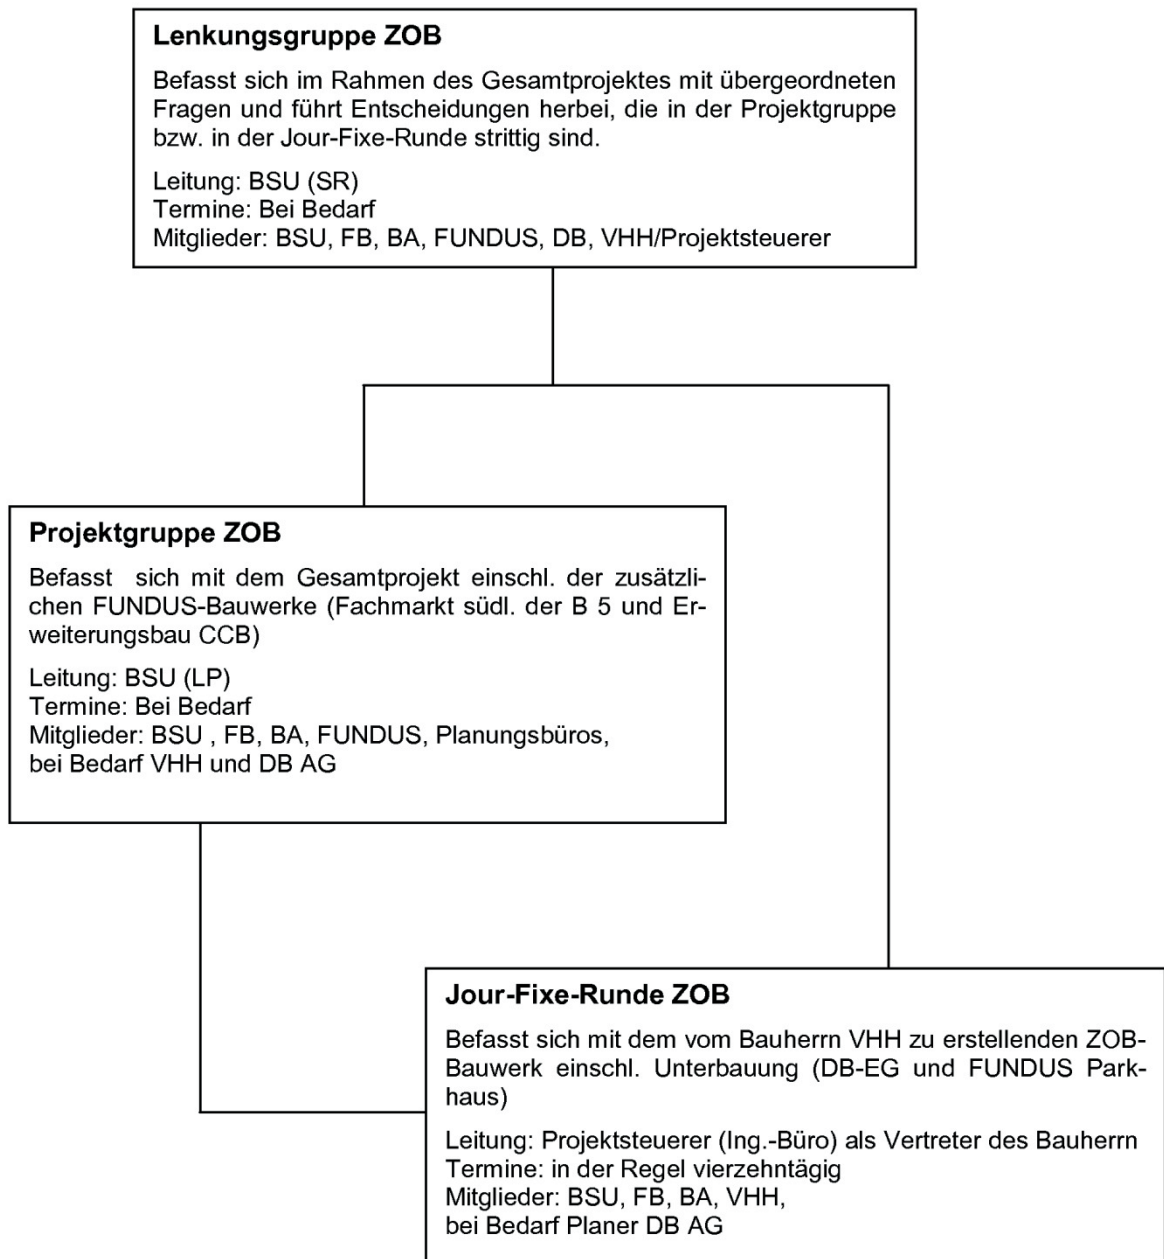 Lenkungsgruppe ZOB
Befasst sich im Rahmen des Gesamtprojektes mit übergeordneten
Fragen und führt Entscheidungen herbei, die in der Projektgruppe
bzw. in der Jour-Fixe-Runde strittig sind.
Leitung: BSU (SR)
Termine: Bei Bedarf
Mitglieder: BSU, FB, BA, FUNDUS, DB, VHH/Projektsteuerer
Projektgruppe ZOB
Befasst sich mit dem Gesamtprojekt einschl. der zusätzli-
chen FUNDUS-Bauwerke (Fachmarkt südl. der B 5 und Er-
weiterungsbau CCB)
Leitung: BSU (LP)
Termine: Bei Bedarf
Mitglieder: BSU , FB, BA, FUNDUS, Planungsbüros,
bei Bedarf VHH und DB AG
Jour-Fixe-Runde ZOB
Befasst sich mit dem vom Bauherrn VHH zu erstellenden ZOB-
Bauwerk einschl. Unterbauung (DB-EG und FUNDUS Park-
haus)
Leitung: Projektsteuerer (Ing.-Büro) als Vertreter des Bauherrn
Termine: in der Regel vierzehntägig
Mitglieder: BSU, FB, BA, VHH,
bei Bedarf Planer DB AG